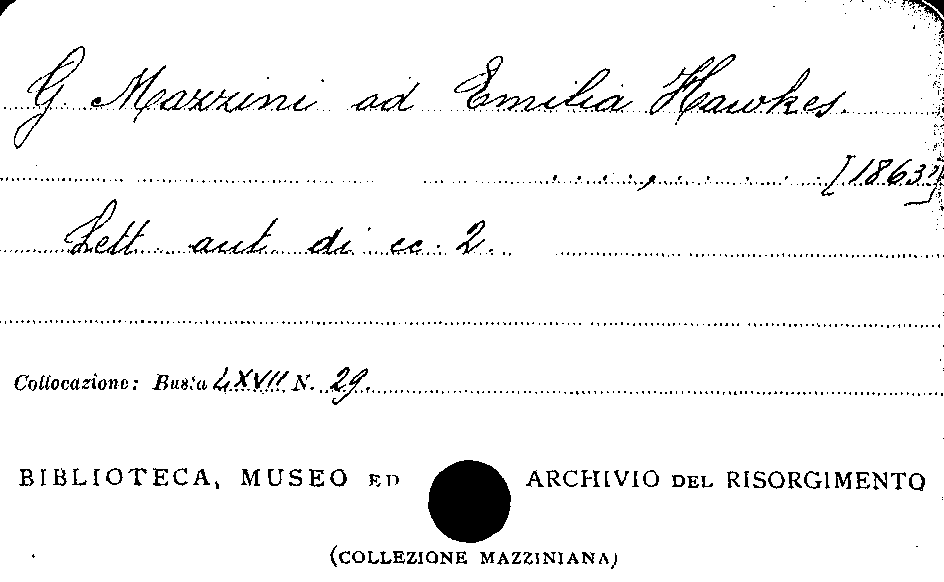 G. Mazzini ad Emilia Hawkes.
[1863?]
Lett. aut. di cc. 2.
Collocazione: Busta LXVII N. 29.
BIBLIOTECA, MUSEO ED ARCHIVIO DEL RISORGIMENTO
(COLLEZIONE MAZZINIANA)